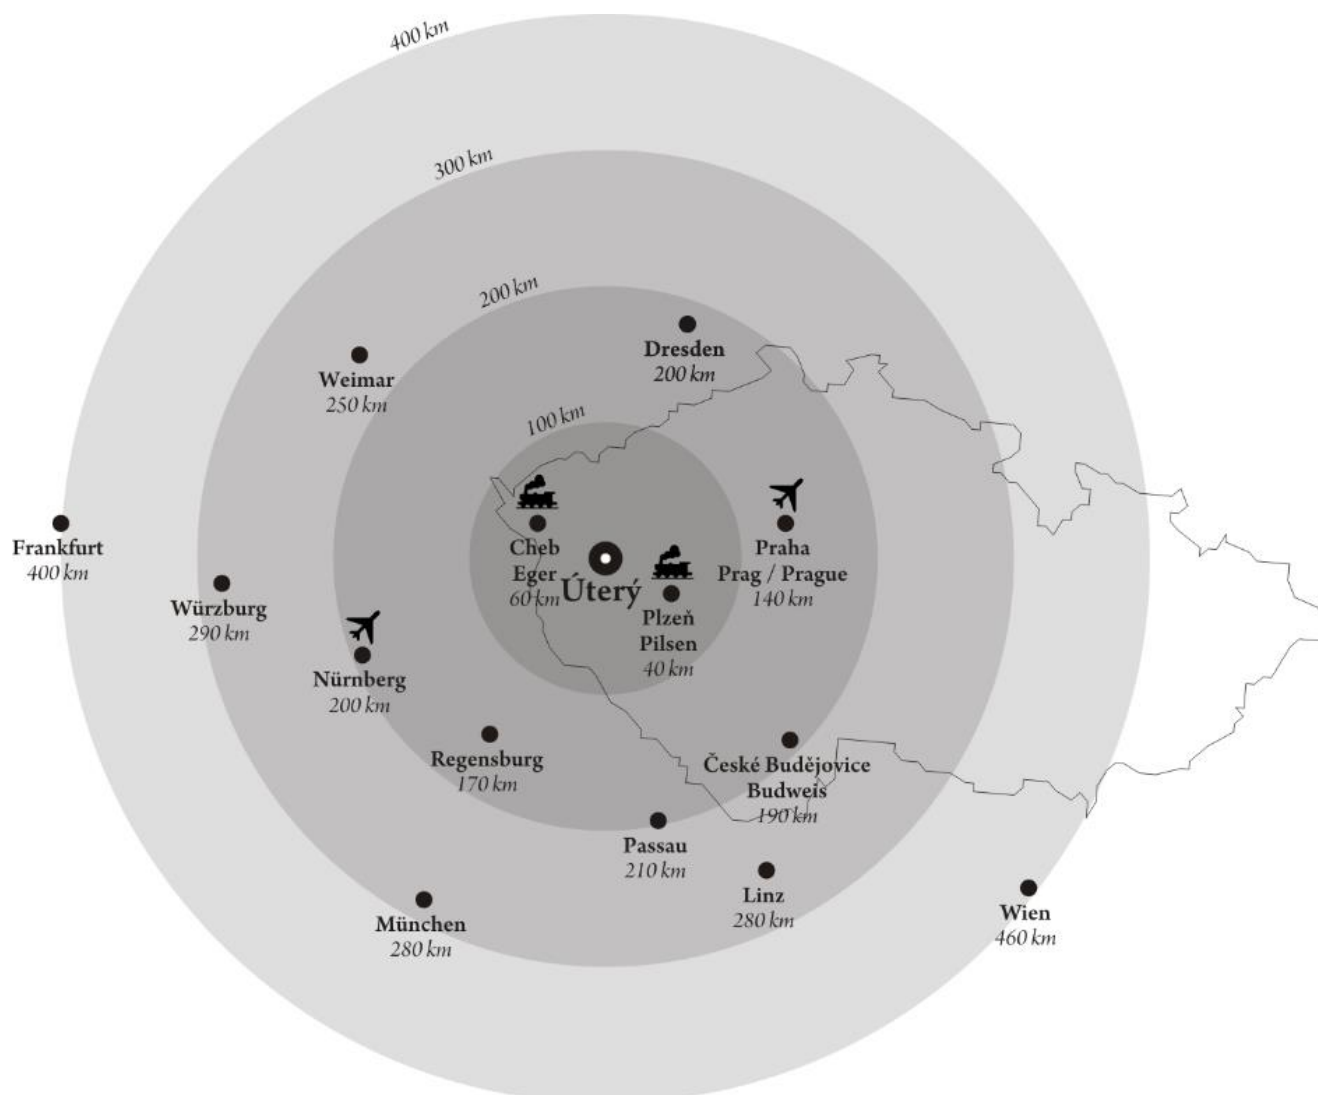 400 km
300 km
200 km
Dresden
200 km
Weimar
250 km
100 km
Frankfurt
400 km
Cheb
Eger
60 km
Úterý
Praha
Prag / Prague
140 km
Würzburg
290 km
Plzeň
Pilsen
40 km
Nürnberg
200 km
Regensburg
170 km
České Budějovice
Budweis
190 km
Passau
210 km
Linz
280 km
München
280 km
Wien
460 km